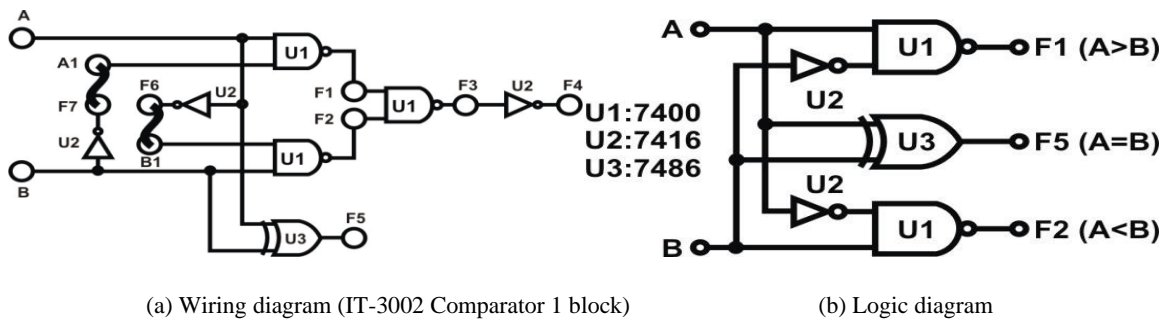 A
A1
F6
U2
F7
U2
B1
B
U1
U1
F1
F2
U1
F3
U2
F4
U3
F5
U1:7400
U2:7416
U3:7486
A
U1
F1 (A>B)
U2
U3
F5 (A=B)
U2
U1
F2 (A<B)
B
(a) Wiring diagram (IT-3002 Comparator 1 block)
(b) Logic diagram